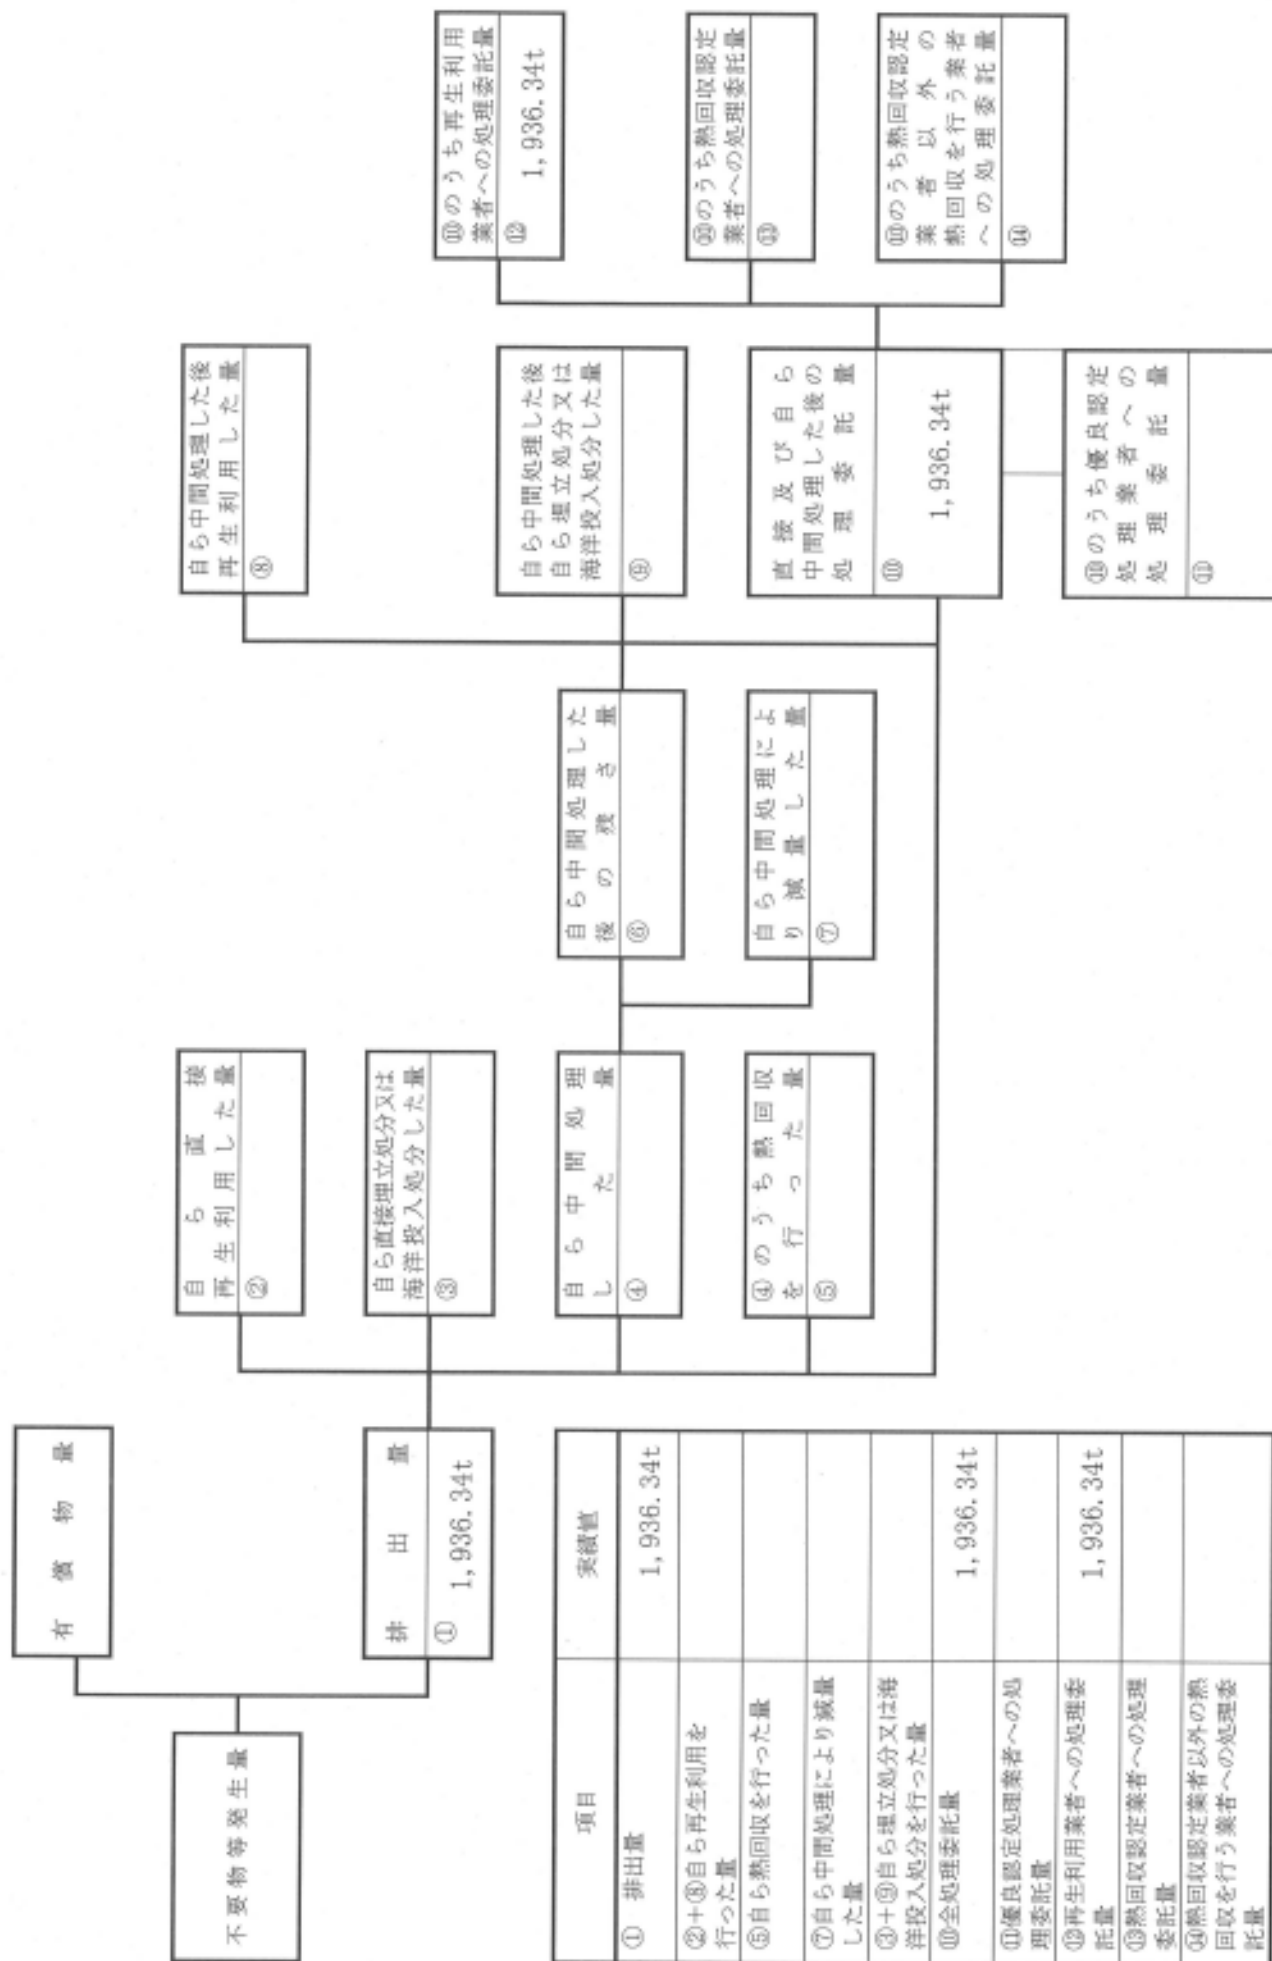 不要物等発生量
有償物量
排出量
① 1,936.34t
自ら直接
再生利用した量
②
自ら直接埋立処分又は
海洋投入処分した量
③
自ら中間処理
した量
④
④のうち熱回収
を行った量
⑤
自ら中間処理した
後の残さ量
⑥
自ら中間処理によ
り減量した量
⑦
自ら中間処理した後
再生利用した量
⑧
自ら中間処理した後
自ら埋立処分又は
海洋投入処分した量
⑨
直接及び自ら
中間処理した後の
処理委託量
⑩
1,936.34t
⑩のうち優良認定
処理業者への
処理委託量
⑪
⑩のうち再生利用
業者への処理委託量
⑫
1,936.34t
⑩のうち熱回収認定
業者への処理委託量
⑬
⑩のうち熱回収認定
業者以外の
熱回収を行う業者
への処理委託量
⑭
項目 実績値
① 排出量 1,936.34t
②+⑧自ら再生利用を
行った量
⑤自ら熱回収を行った量
⑦自ら中間処理により減量
した量
③+⑨自ら埋立処分又は海
洋投入処分を行った量
⑩全処理委託量 1,936.34t
⑪優良認定処理業者への処
理委託量
⑫再生利用業者への処理委
託量 1,936.34t
⑬熱回収認定業者への処理
委託量
⑭熱回収認定業者以外の熱
回収を行う業者への処理委
託量